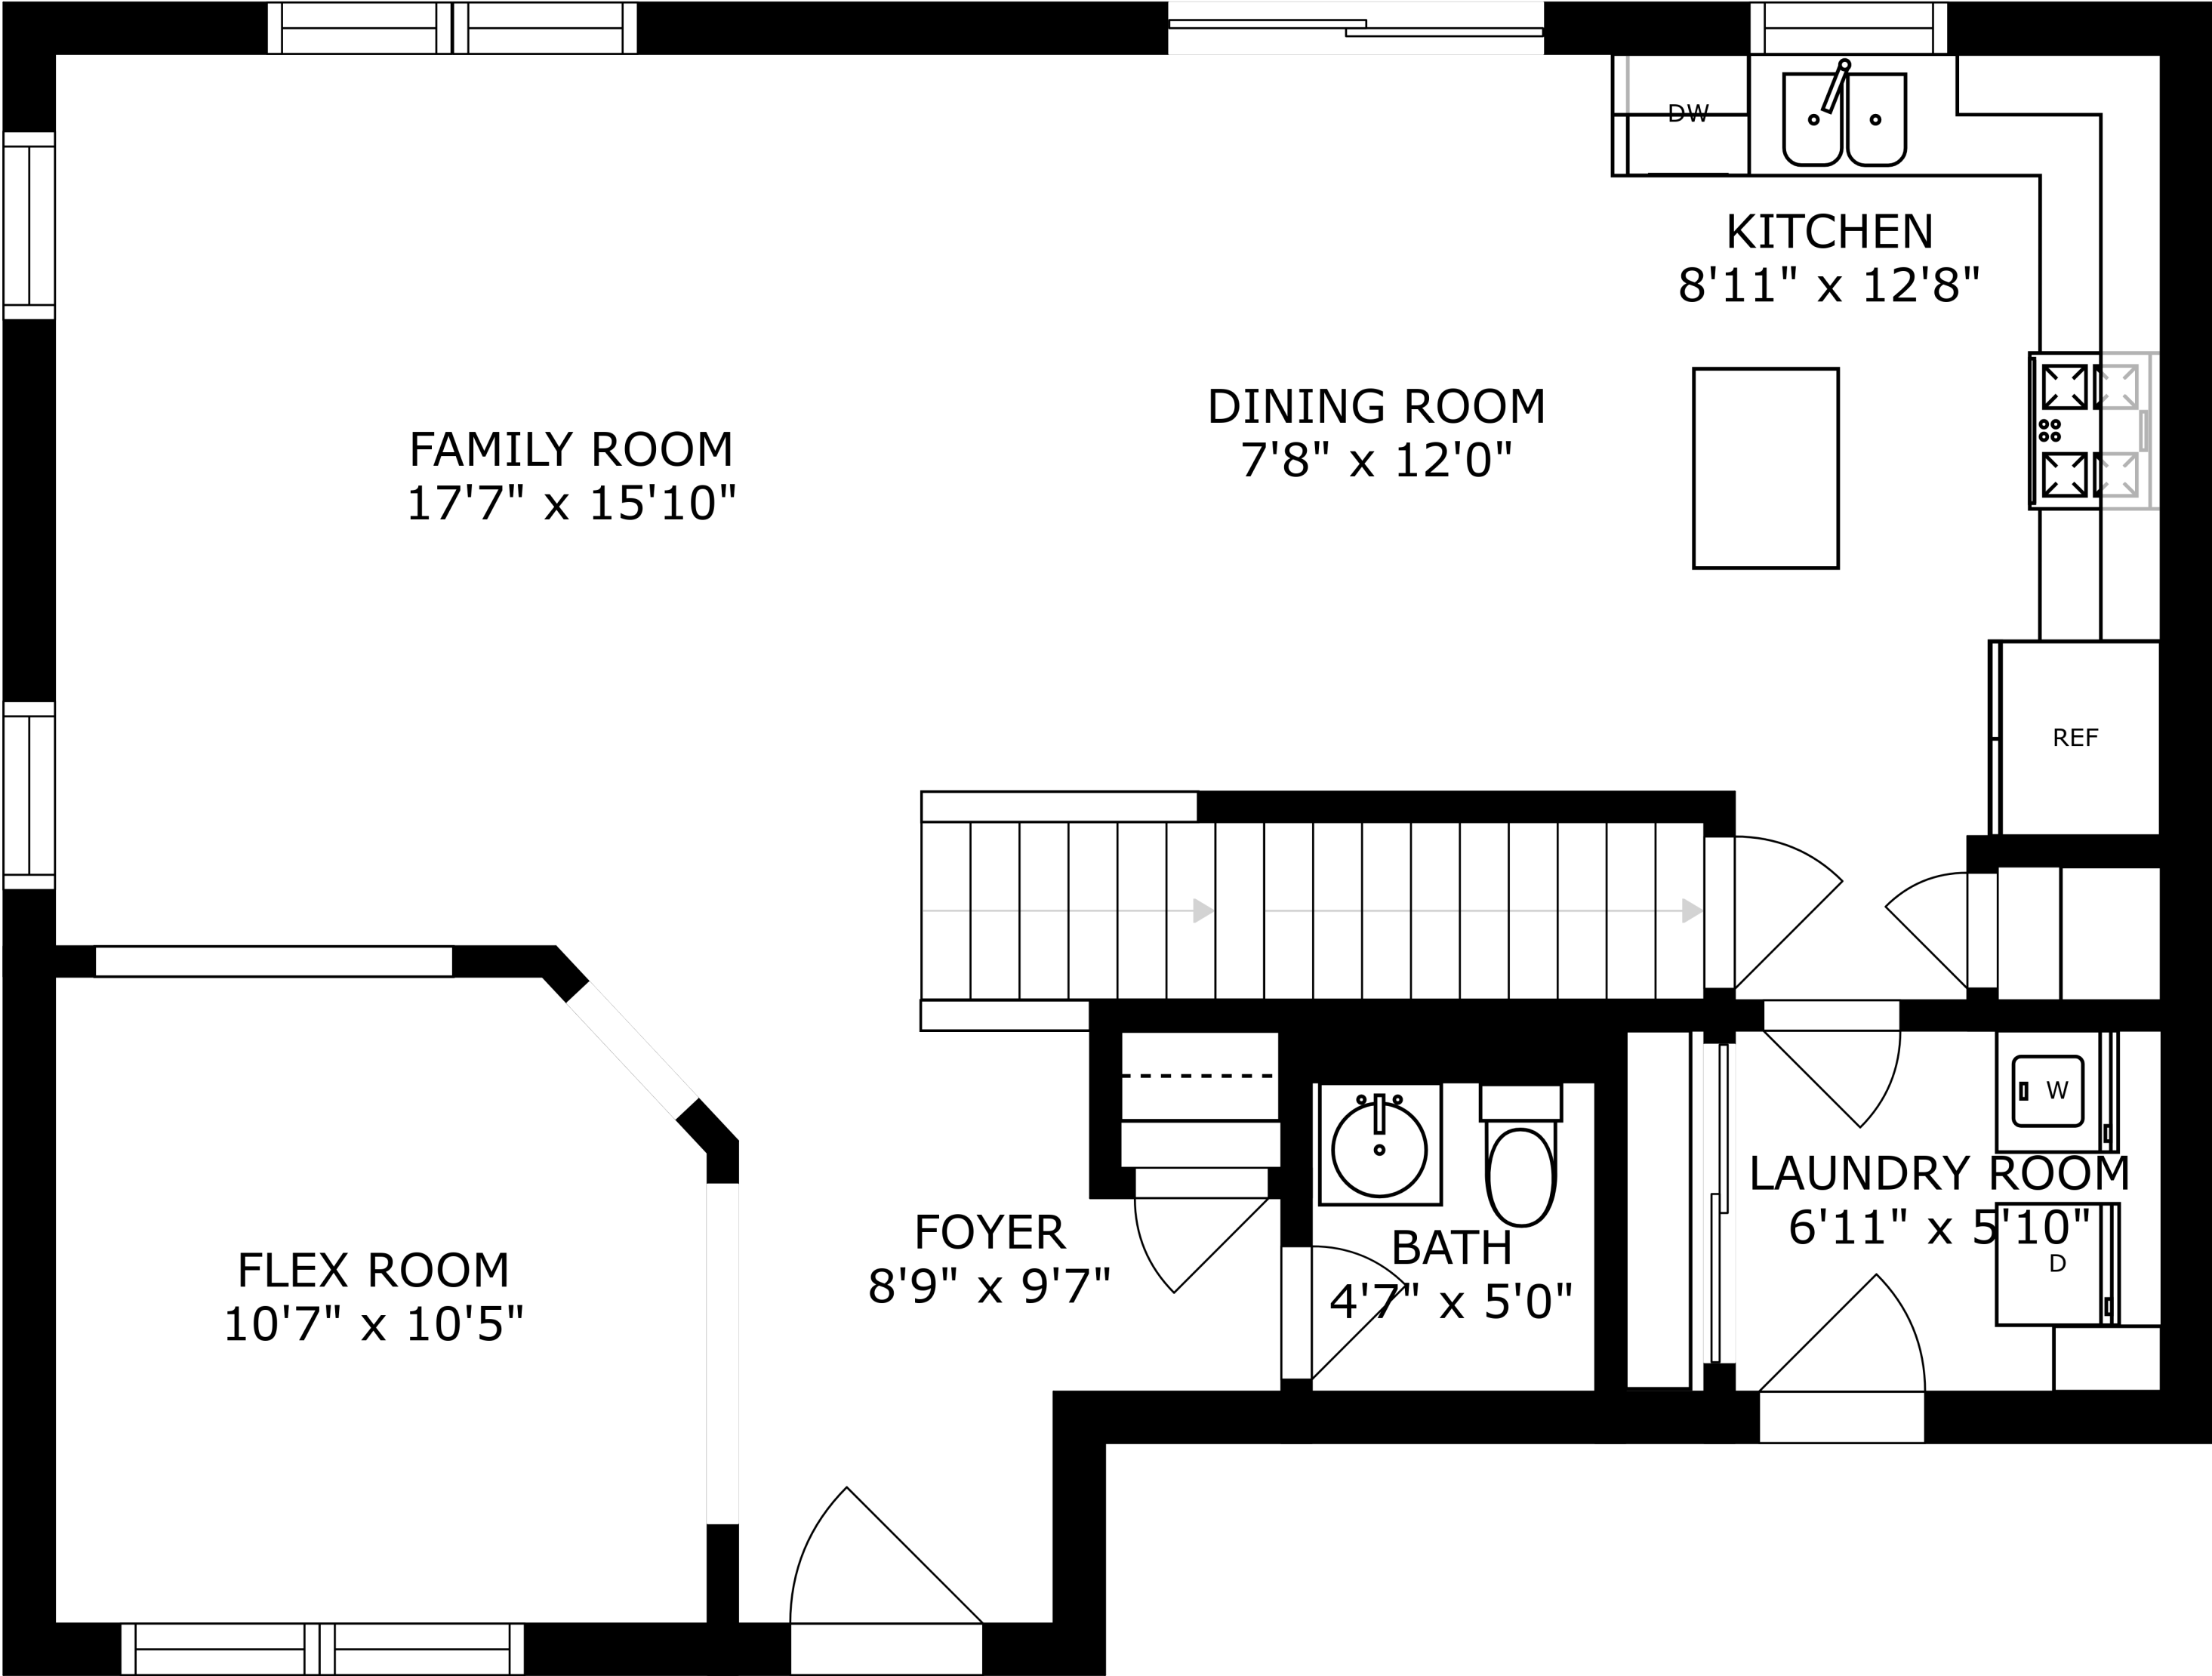 DW
KITCHEN
8'11" x 12'8"
DINING ROOM
7'8" x 12'0"
FAMILY ROOM
17'7" x 15'10"
REF
W
LAUNDRY ROOM
6'11" x 5'10"
D
FOYER
8'9" x 9'7"
BATH
4'7" x 5'0"
FLEX ROOM
10'7" x 10'5"